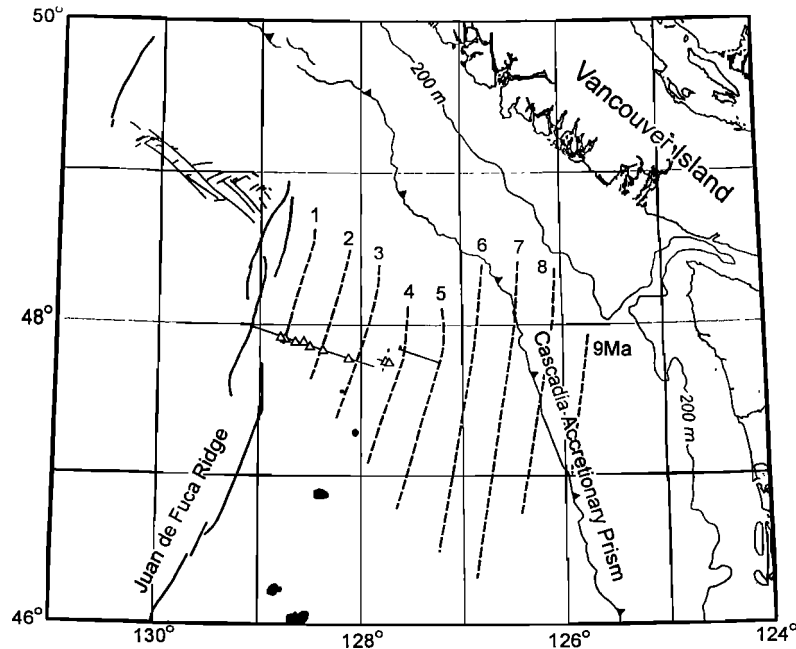 50°
200 m
Vancouver Island
1
2
3
4
5
6
7
8
48°
9Ma
Cascadia Accretionary Prism
200 m
Juan de Fuca Ridge
46°
130°
128°
126°
124°